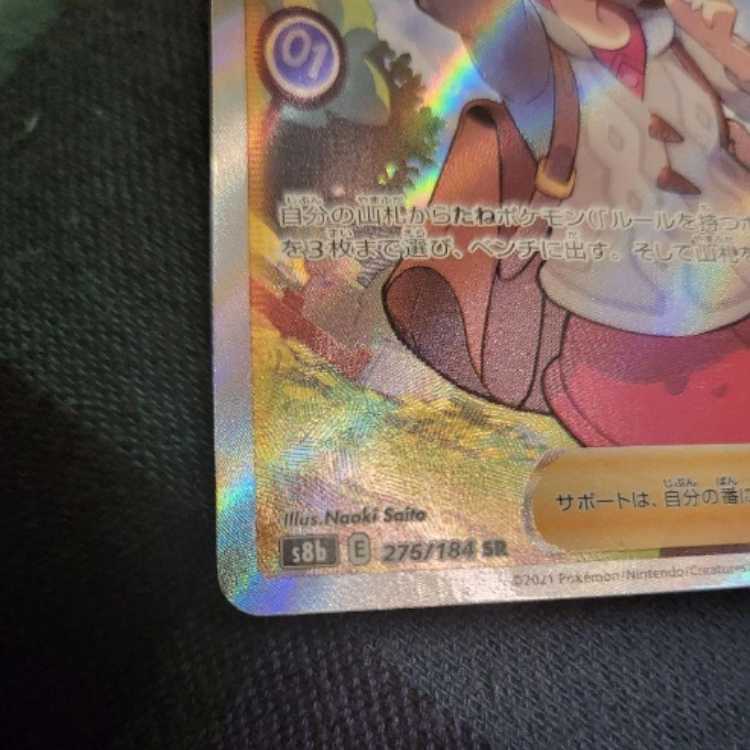 01
自分の山札からたねポケモン(「ルールを持つポ
を3枚まで選び、ベンチに出す。そして山札を
サポートは、自分の番に
Illus.Naoki Saito
s8b E 275/184 SR
©2021 Pokémon/Nintendo/Creatures